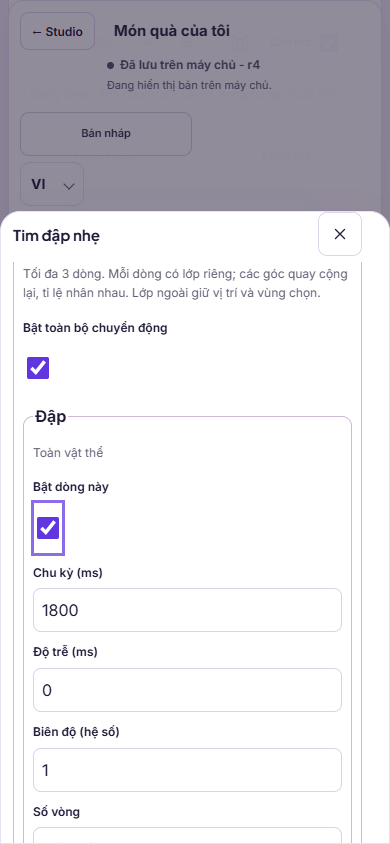 ← Studio
Món quà của tôi
Đã lưu trên máy chủ - r4
Đang hiển thị bản trên máy chủ.
Bản nháp
VI
Tim đập nhẹ
Tối đa 3 dòng. Mỗi dòng có lớp riêng; các góc quay cộng
lại, tỉ lệ nhân nhau. Lớp ngoài giữ vị trí và vùng chọn.
Bật toàn bộ chuyển động
Đập
Toàn vật thể
Bật dòng này
Chu kỳ (ms)
1800
Độ trễ (ms)
0
Biên độ (hệ số)
1
Số vòng